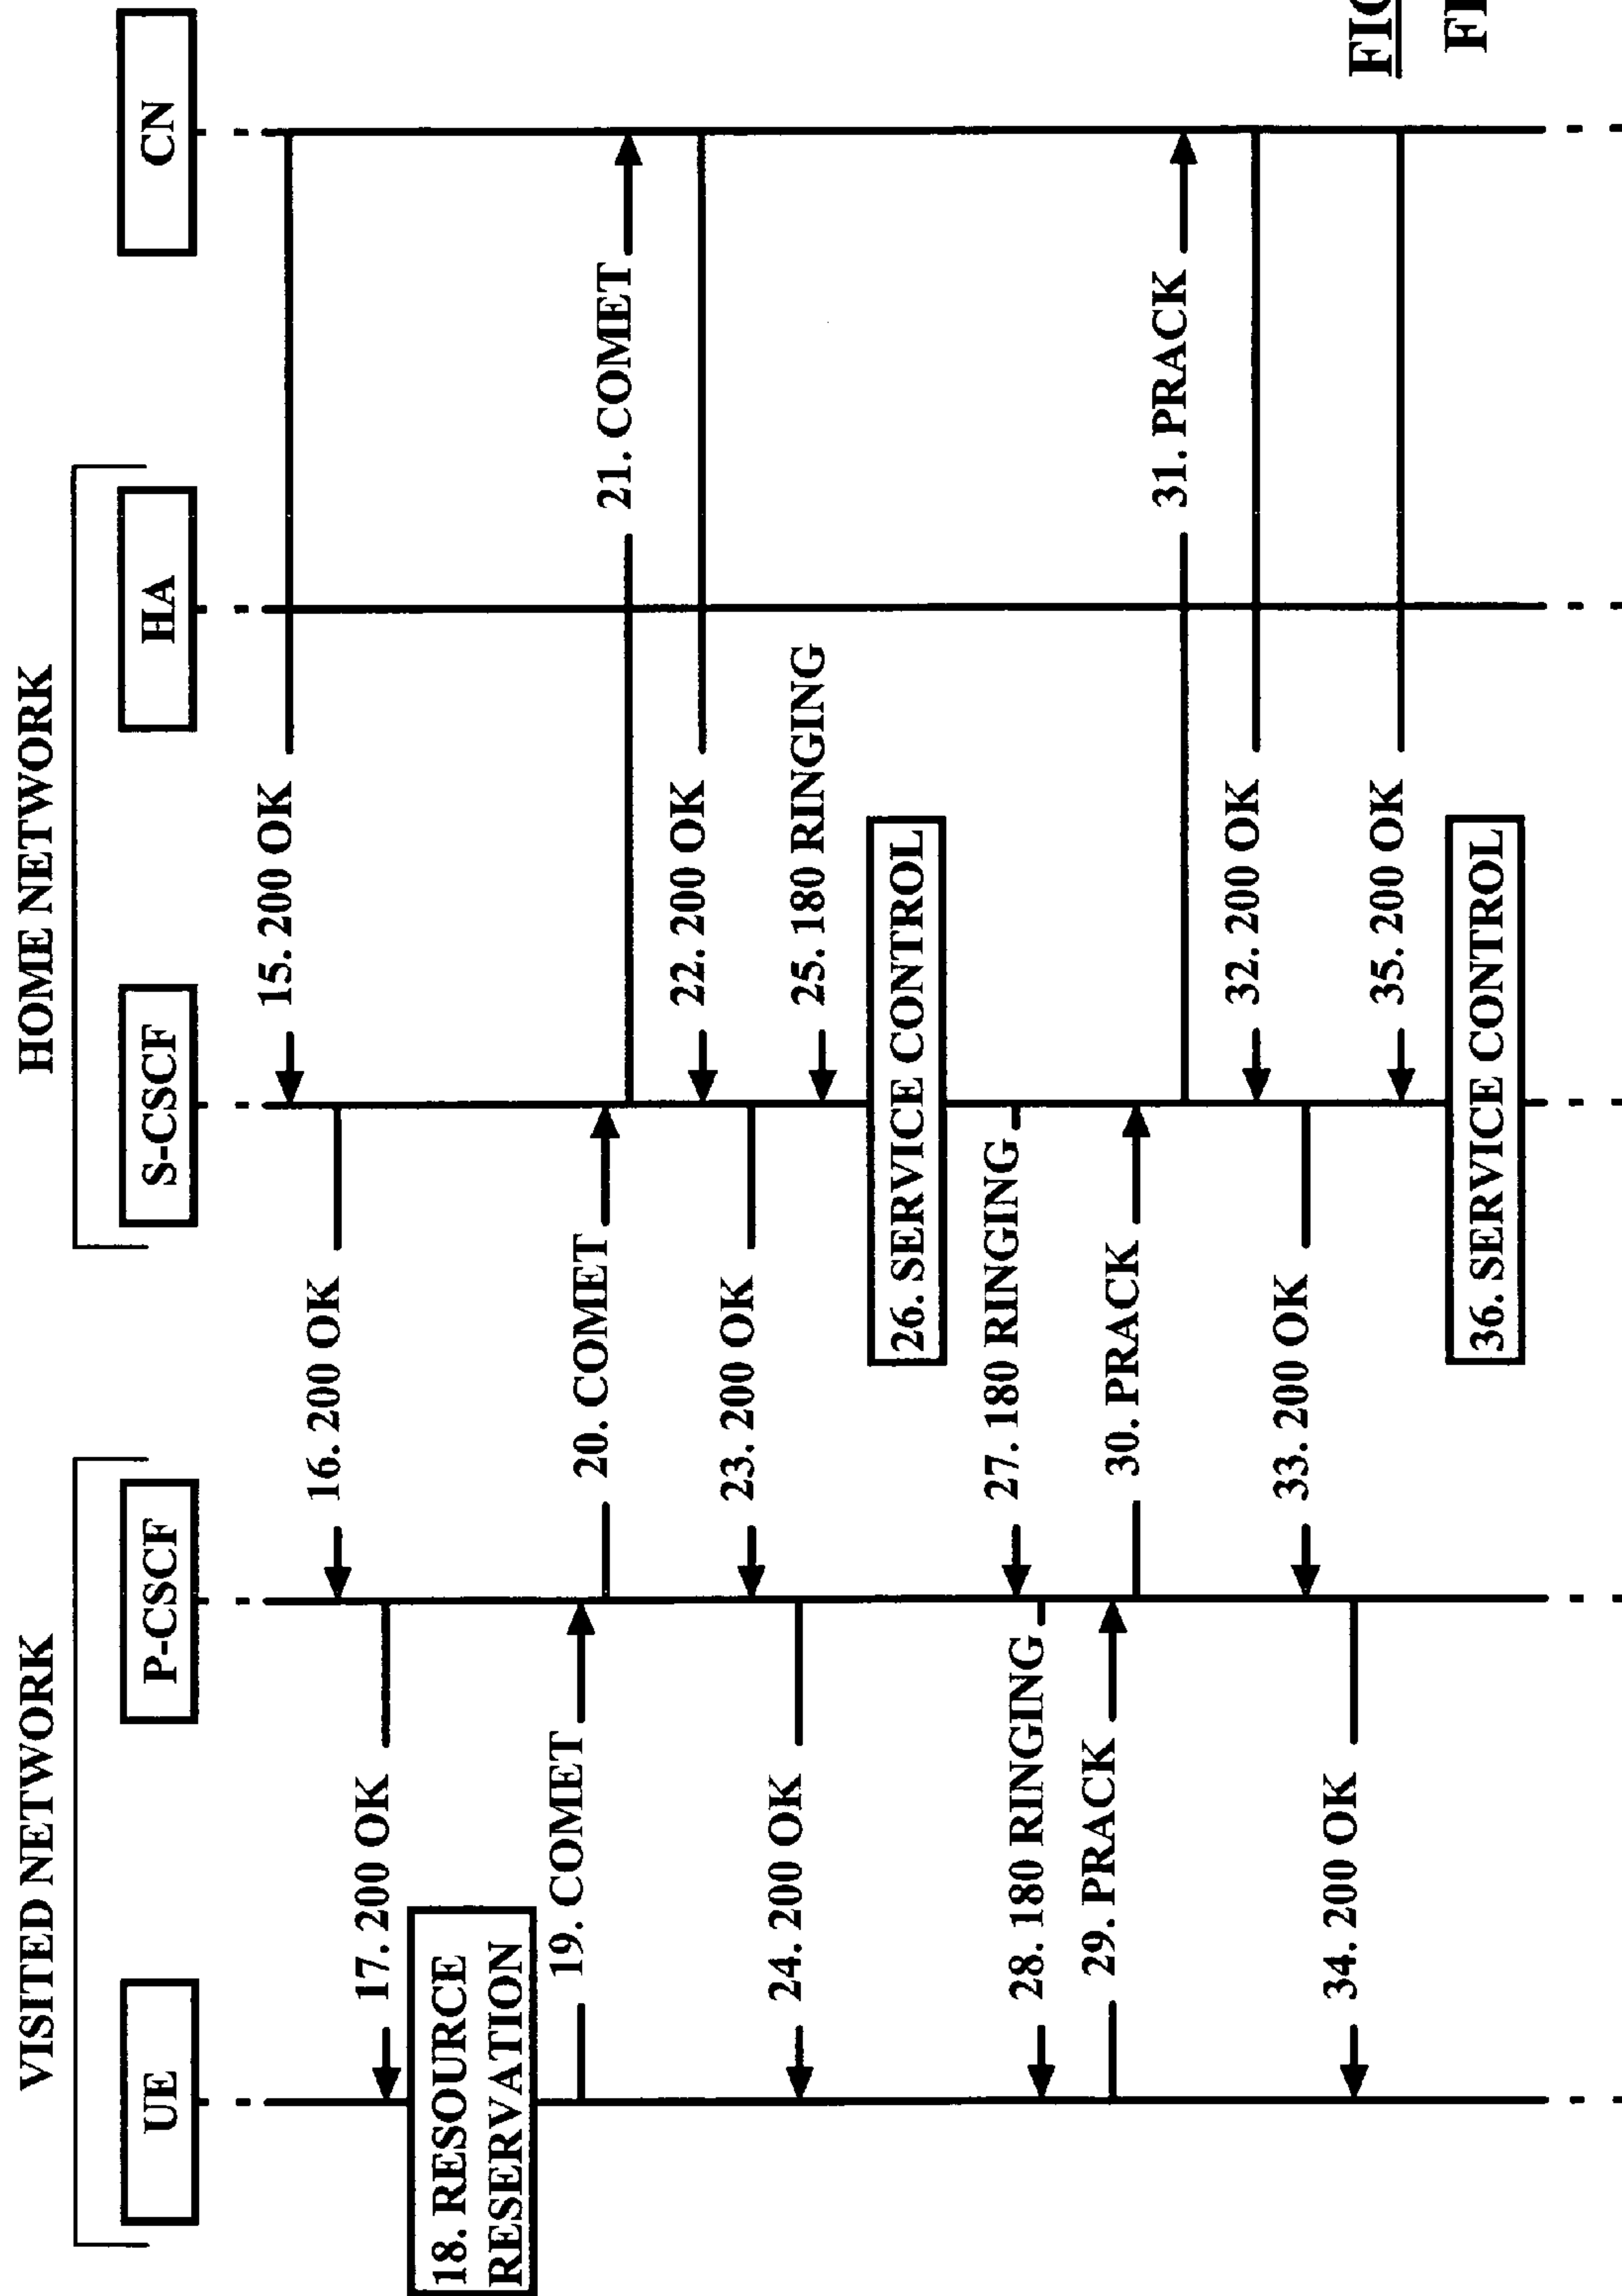 VISITED NETWORK
HOME NETWORK
UE
P-CSCF
S-CSCF
HA
CN
15. 200 OK
16. 200 OK
17. 200 OK
18. RESOURCE
RESERVATION
19. COMET
20. COMET
21. COMET
22. 200 OK
23. 200 OK
24. 200 OK
25. 180 RINGING
26. SERVICE CONTROL
27. 180 RINGING
28. 180 RINGING
29. PRACK
30. PRACK
31. PRACK
32. 200 OK
33. 200 OK
34. 200 OK
35. 200 OK
36. SERVICE CONTROL